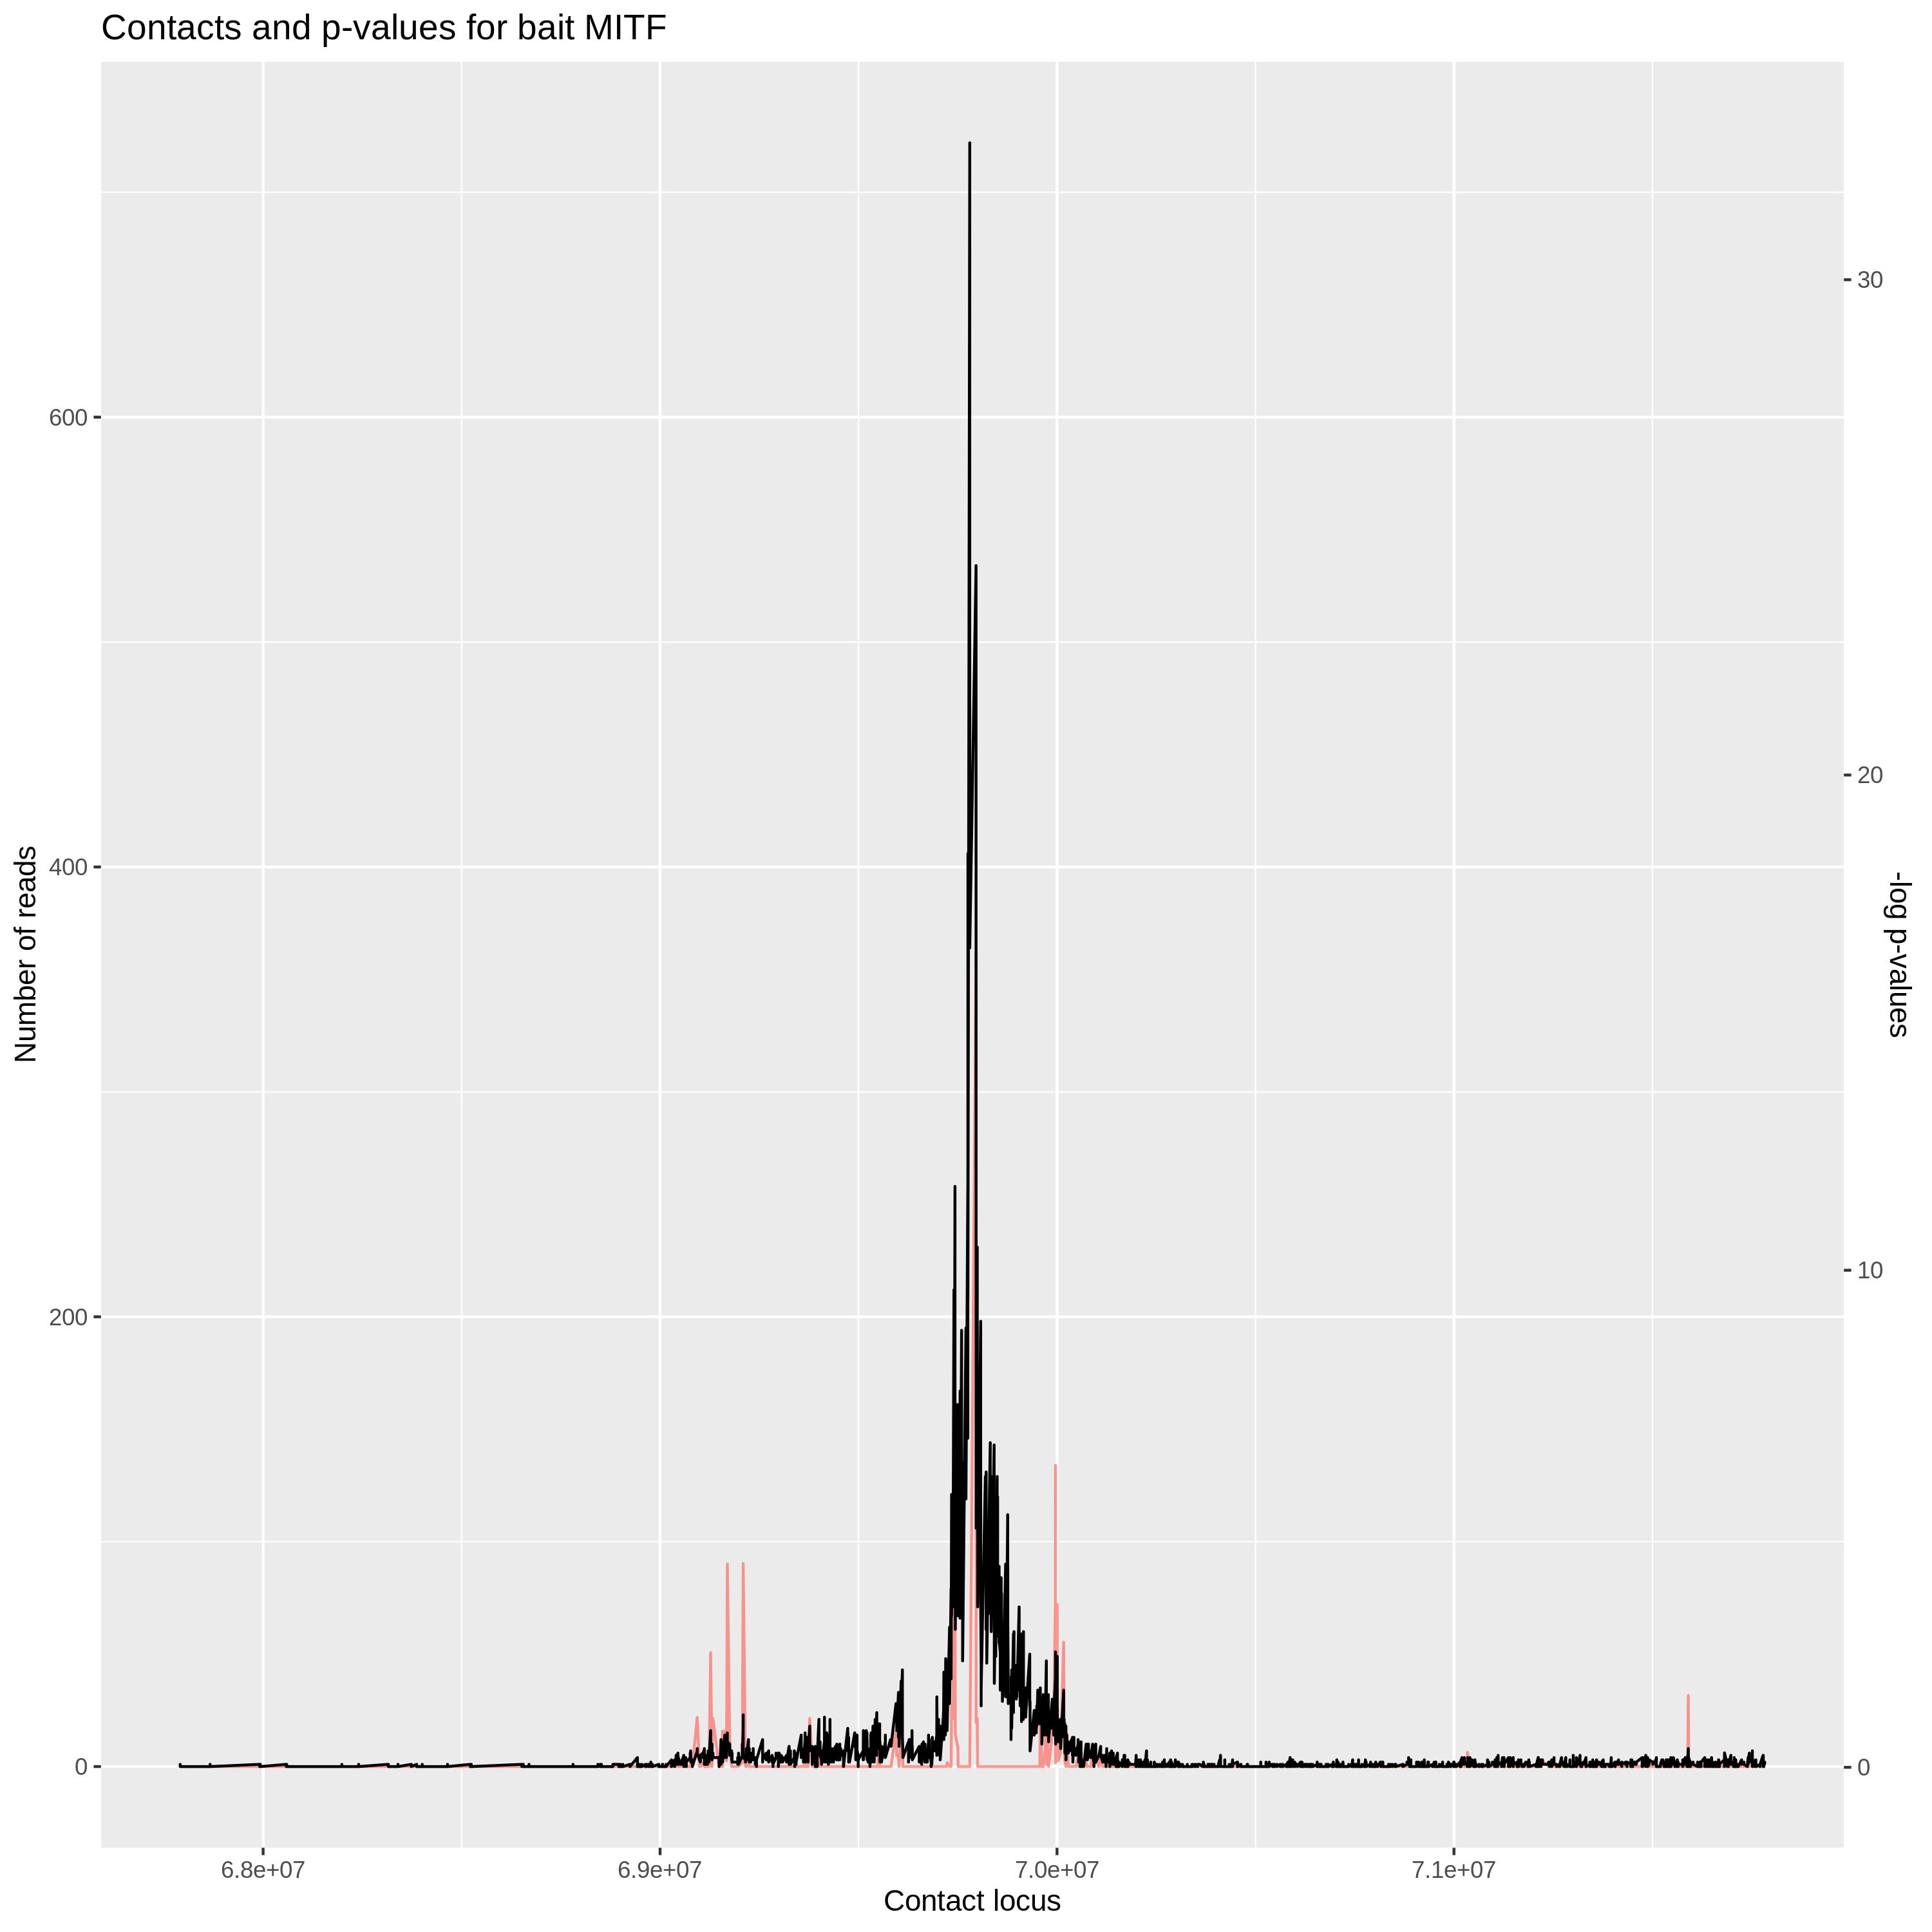 Contacts and p-values for bait MITF
600
400
200
0
Number of reads
30
20
10
0
-log p-values
6.8e+07 6.9e+07 7.0e+07 7.1e+07
Contact locus